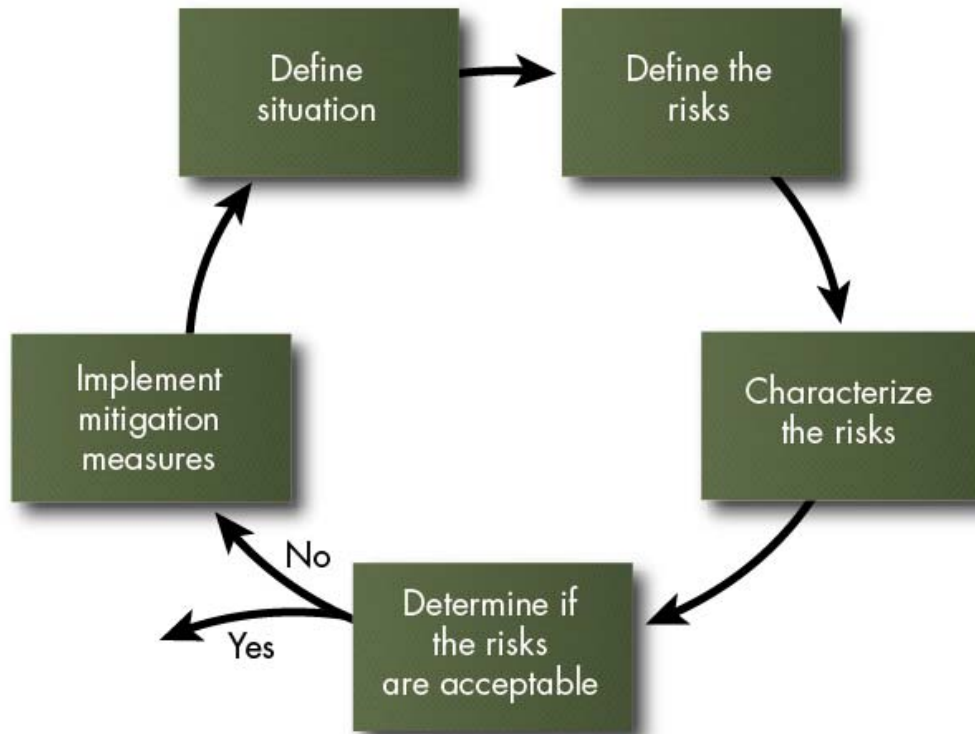 Define
situation
Define the
risks
Characterize
the risks
Determine if
the risks
are acceptable
No
Yes
Implement
mitigation
measures